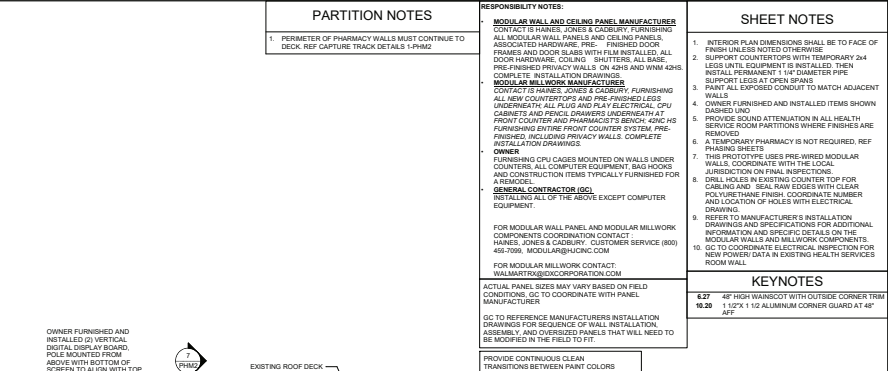 PARTITION NOTES
1. PERIMETER OF PHARMACY WALLS MUST CONTINUE TO
DECK. REF CAPTURE TRACK DETAILS 1-PHM2
RESPONSIBILITY NOTES:
• MODULAR WALL AND CEILING PANEL MANUFACTURER
CONTACT IS HAINES, JONES & CADBURY, FURNISHING
ALL MODULAR WALL PANELS AND CEILING PANELS,
ASSOCIATED HARDWARE, PRE- FINISHED DOOR
FRAMES AND DOOR SLABS WITH FILM INSTALLED, ALL
DOOR HARDWARE, COILING SHUTTERS, ALL BASE,
PRE-FINISHED PRIVACY WALLS ON 42HS AND WNM 42HS.
COMPLETE INSTALLATION DRAWINGS.
• MODULAR MILLWORK MANUFACTURER
CONTACT IS HAINES, JONES & CADBURY, FURNISHING
ALL NEW COUNTERTOPS AND PRE-FINISHED LEGS
UNDERNEATH; ALL PLUG AND PLAY ELECTRICAL, CPU
CABINETS AND PENCIL DRAWERS UNDERNEATH AT
FRONT COUNTER AND PHARMACIST'S BENCH; 42NC HS
FURNISHING ENTIRE FRONT COUNTER SYSTEM, PRE-
FINISHED, INCLUDING PRIVACY WALLS. COMPLETE
INSTALLATION DRAWINGS.
• OWNER
FURNISHING CPU CAGES MOUNTED ON WALLS UNDER
COUNTERS, ALL COMPUTER EQUIPMENT, BAG HOOKS
AND CONSTRUCTION ITEMS TYPICALLY FURNISHED FOR
A REMODEL.
• GENERAL CONTRACTOR (GC)
INSTALLING ALL OF THE ABOVE EXCEPT COMPUTER
EQUIPMENT.
FOR MODULAR WALL PANEL AND MODULAR MILLWORK
COMPONENTS COORDINATION CONTACT :
HAINES, JONES & CADBURY. CUSTOMER SERVICE (800)
459-7099, MODULAR@HJCINC.COM
FOR MODULAR MILLWORK CONTACT:
WALMARTRX@IDXCORPORATION.COM
ACTUAL PANEL SIZES MAY VARY BASED ON FIELD
CONDITIONS, GC TO COORDINATE WITH PANEL
MANUFACTURER
GC TO REFERENCE MANUFACTURERS INSTALLATION
DRAWINGS FOR SEQUENCE OF WALL INSTALLATION,
ASSEMBLY, AND OVERSIZED PANELS THAT WILL NEED TO
BE MODIFIED IN THE FIELD TO FIT.
PROVIDE CONTINUOUS CLEAN
TRANSITIONS BETWEEN PAINT COLORS
SHEET NOTES
1. INTERIOR PLAN DIMENSIONS SHALL BE TO FACE OF
FINISH UNLESS NOTED OTHERWISE
2. SUPPORT COUNTERTOPS WITH TEMPORARY 2x4
LEGS UNTIL EQUIPMENT IS INSTALLED. THEN
INSTALL PERMANENT 1 1/4" DIAMETER PIPE
SUPPORT LEGS AT OPEN SPANS
3. PAINT ALL EXPOSED CONDUIT TO MATCH ADJACENT
WALLS
4. OWNER FURNISHED AND INSTALLED ITEMS SHOWN
DASHED UNO
5. PROVIDE SOUND ATTENUATION IN ALL HEALTH
SERVICE ROOM PARTITIONS WHERE FINISHES ARE
REMOVED
6. A TEMPORARY PHARMACY IS NOT REQUIRED, REF
PHASING SHEETS
7. THIS PROTOTYPE USES PRE-WIRED MODULAR
WALLS, COORDINATE WITH THE LOCAL
JURISDICTION ON FINAL INSPECTIONS.
8. DRILL HOLES IN EXISTING COUNTER TOP FOR
CABLING AND SEAL RAW EDGES WITH CLEAR
POLYURETHANE FINISH. COORDINATE NUMBER
AND LOCATION OF HOLES WITH ELECTRICAL
DRAWING.
9. REFER TO MANUFACTURER'S INSTALLATION
DRAWINGS AND SPECIFICATIONS FOR ADDITIONAL
INFORMATION AND SPECIFIC DETAILS ON THE
MODULAR WALLS AND MILLWORK COMPONENTS.
10. GC TO COORDINATE ELECTRICAL INSPECTION FOR
NEW POWER/ DATA IN EXISTING HEALTH SERVICES
ROOM WALL
KEYNOTES
6.27 48" HIGH WAINSCOT WITH OUTSIDE CORNER TRIM
10.20 1 1/2"X 1 1/2 ALUMINUM CORNER GUARD AT 48"
AFF
OWNER FURNISHED AND
INSTALLED (2) VERTICAL
DIGITAL DISPLAY BOARD,
POLE MOUNTED FROM
ABOVE WITH BOTTOM OF
SCREEN TO ALIGN WITH TOP
7
PHM2
EXISTING ROOF DECK